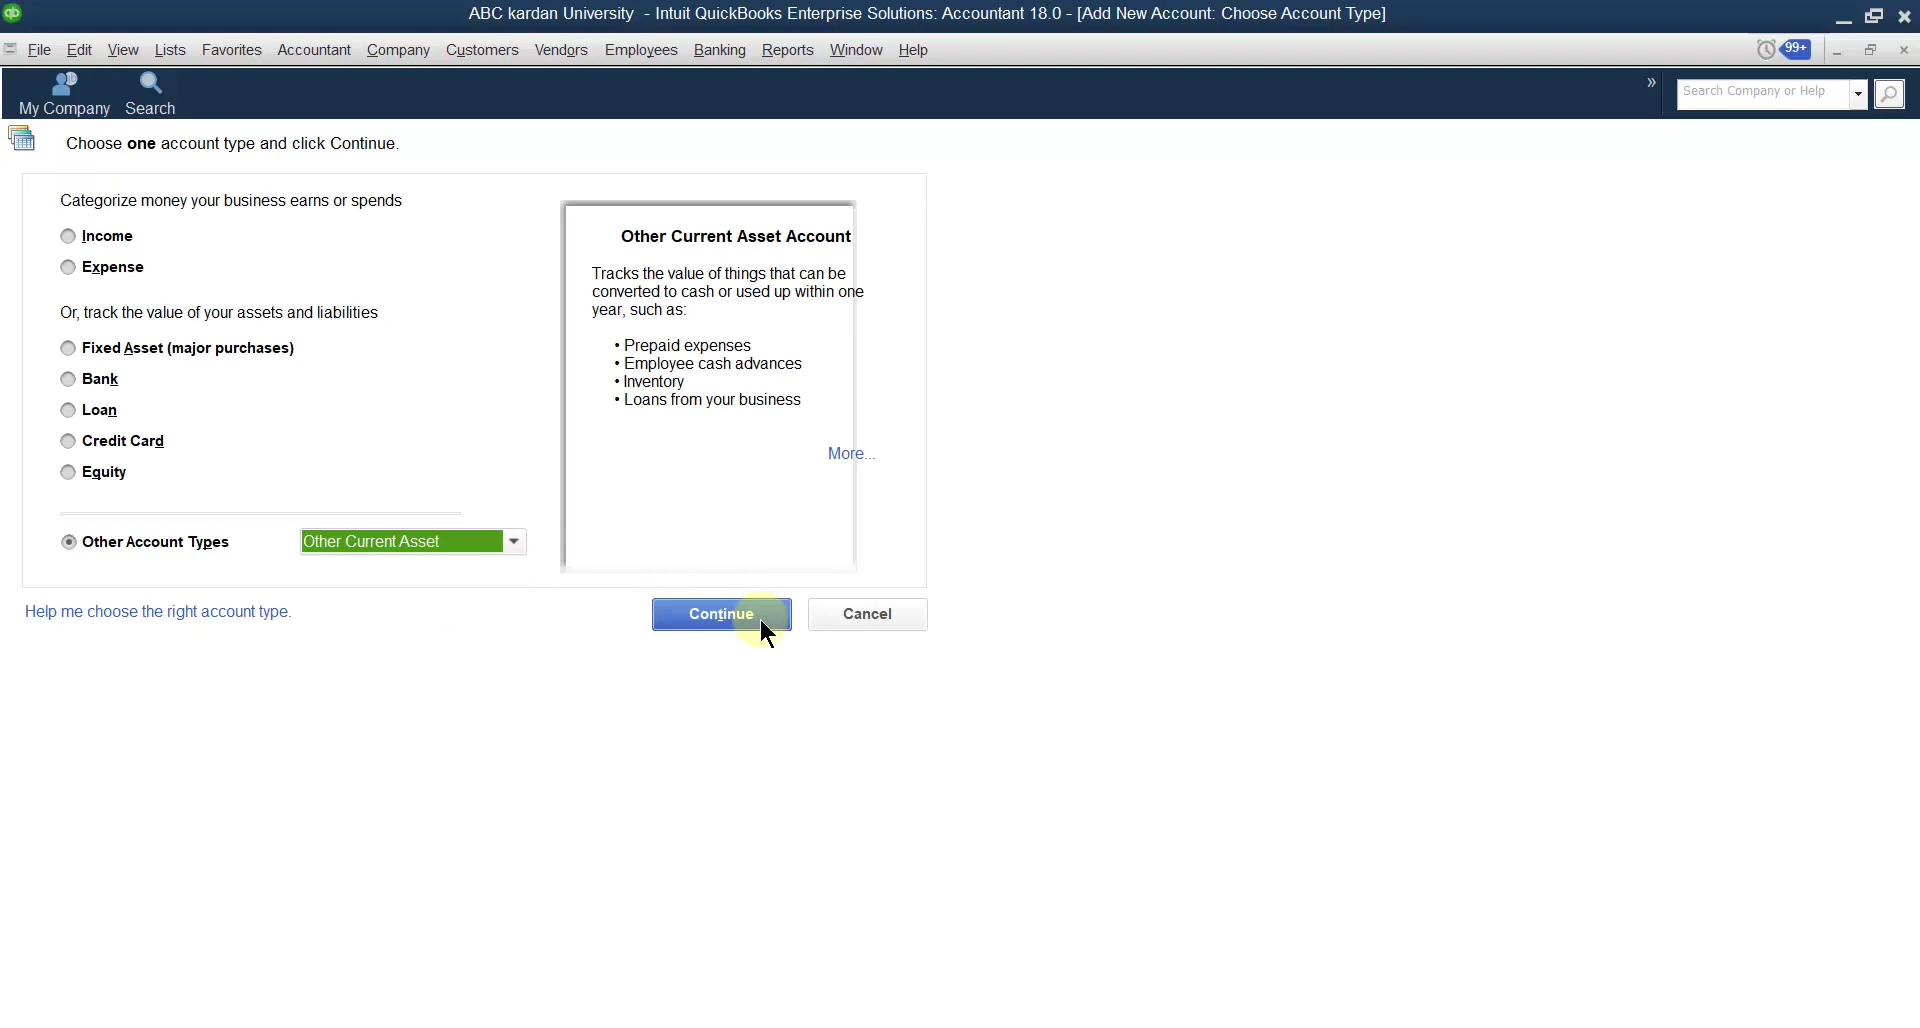 ABC kardan University - Intuit QuickBooks Enterprise Solutions: Accountant 18.0 - [Add New Account: Choose Account Type]
File Edit View Lists Favorites Accountant Company Customers Vendors Employees Banking Reports Window Help
99+
My Company Search
Search Company or Help
Choose one account type and click Continue.
Categorize money your business earns or spends
Income
Expense
Or, track the value of your assets and liabilities
Fixed Asset (major purchases)
Bank
Loan
Credit Card
Equity
Other Account Types
Other Current Asset
Other Current Asset Account
Tracks the value of things that can be
converted to cash or used up within one
year, such as:
• Prepaid expenses
• Employee cash advances
• Inventory
• Loans from your business
More...
Help me choose the right account type.
Continue
Cancel